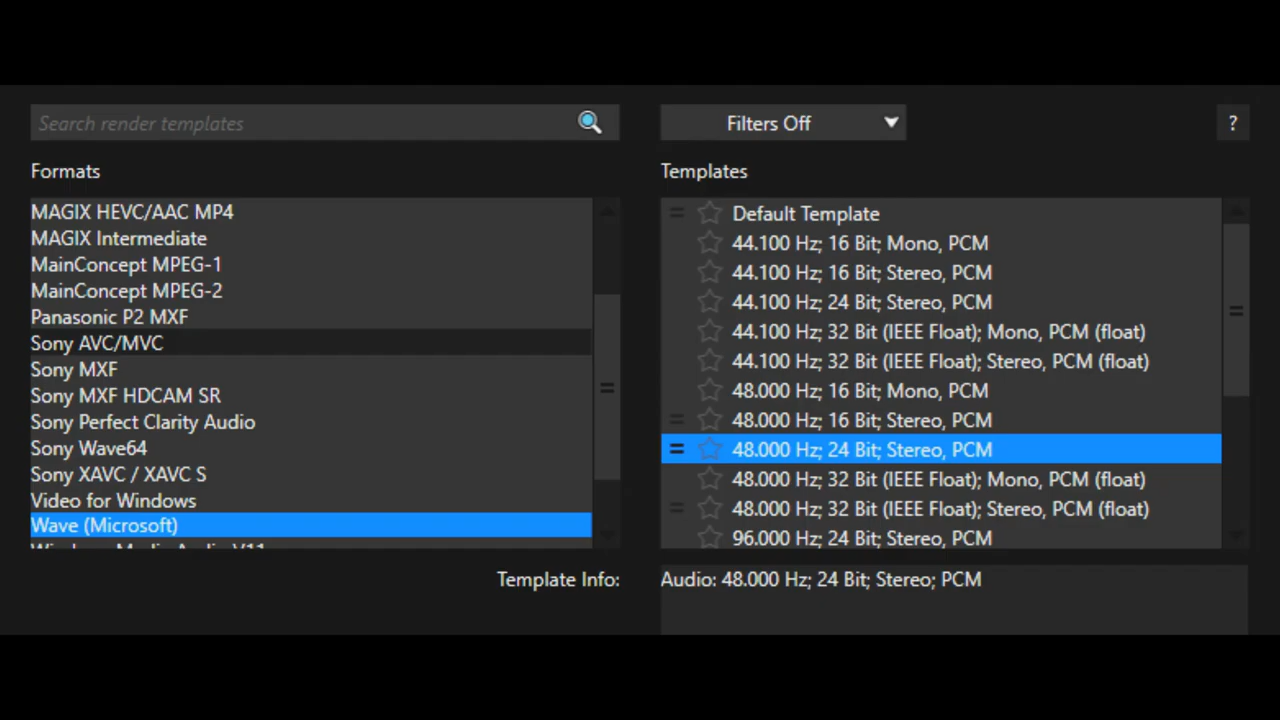 Search render templates
Filters Off
?
Formats
MAGIX HEVC/AAC MP4
MAGIX Intermediate
MainConcept MPEG-1
MainConcept MPEG-2
Panasonic P2 MXF
Sony AVC/MVC
Sony MXF
Sony MXF HDCAM SR
Sony Perfect Clarity Audio
Sony Wave64
Sony XAVC / XAVC S
Video for Windows
Wave (Microsoft)
Windows Media Audio V11
Templates
Default Template
44.100 Hz; 16 Bit; Mono, PCM
44.100 Hz; 16 Bit; Stereo, PCM
44.100 Hz; 24 Bit; Stereo, PCM
44.100 Hz; 32 Bit (IEEE Float); Mono, PCM (float)
44.100 Hz; 32 Bit (IEEE Float); Stereo, PCM (float)
48.000 Hz; 16 Bit; Mono, PCM
48.000 Hz; 16 Bit; Stereo, PCM
48.000 Hz; 24 Bit; Stereo, PCM
48.000 Hz; 32 Bit (IEEE Float); Mono, PCM (float)
48.000 Hz; 32 Bit (IEEE Float); Stereo, PCM (float)
96.000 Hz; 24 Bit; Stereo, PCM
Template Info:
Audio: 48.000 Hz; 24 Bit; Stereo; PCM